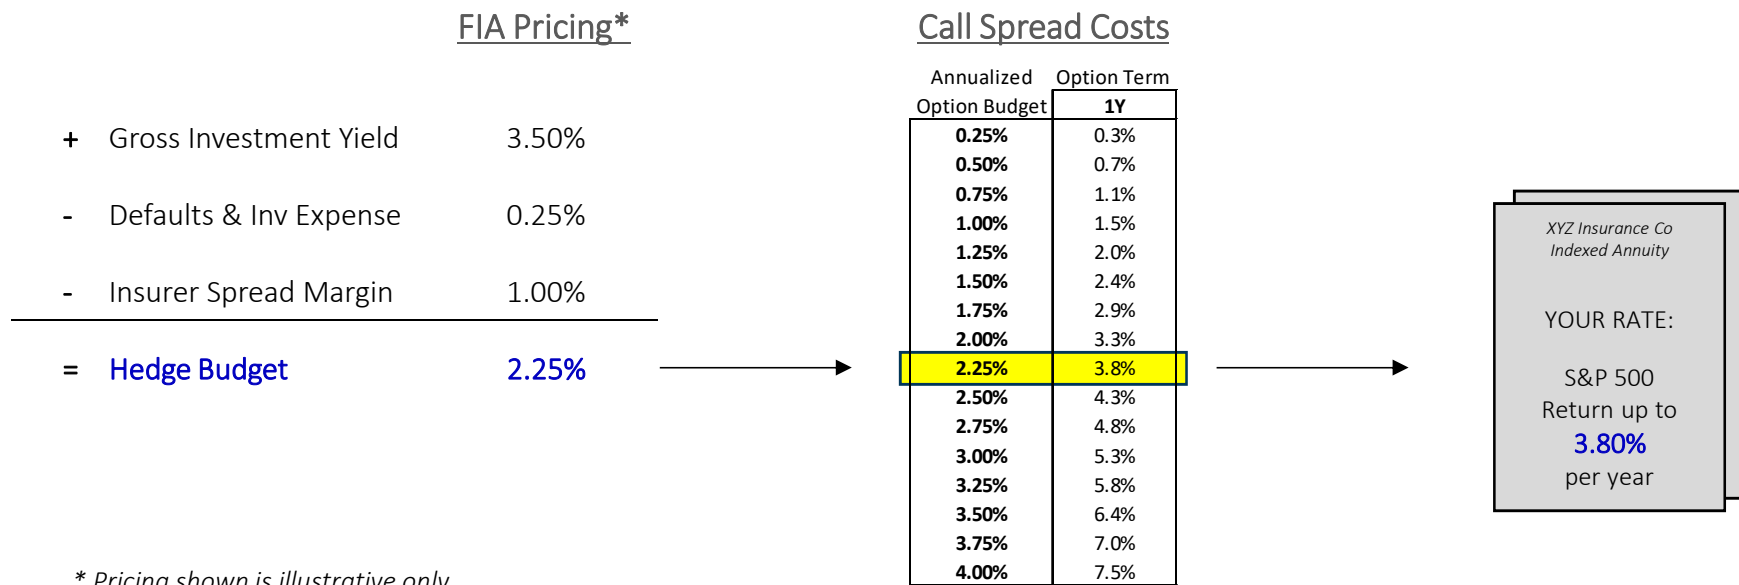 FIA Pricing*
+ Gross Investment Yield 3.50%
- Defaults & Inv Expense 0.25%
- Insurer Spread Margin 1.00%
= Hedge Budget 2.25%
* Pricing shown is illustrative only
Call Spread Costs
Annualized Option Term
Option Budget 1Y
0.25% 0.3%
0.50% 0.7%
0.75% 1.1%
1.00% 1.5%
1.25% 2.0%
1.50% 2.4%
1.75% 2.9%
2.00% 3.3%
2.25% 3.8%
2.50% 4.3%
2.75% 4.8%
3.00% 5.3%
3.25% 5.8%
3.50% 6.4%
3.75% 7.0%
4.00% 7.5%
XYZ Insurance Co
Indexed Annuity
YOUR RATE:
S&P 500
Return up to
3.80%
per year